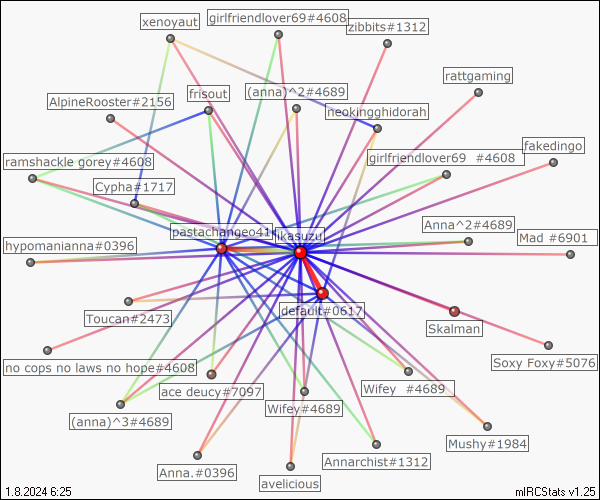 xenoyaut
girlfriendlover69#4608
zibbits#1312
rattgaming
AlpineRooster#2156
frisout
(anna)^2#4689
neokingghidorah
fakedingo
ramshackle gorey#4608
girlfriendlover69 #4608
Cypha#1717
pastachangeo41
ikasuzu
Anna^2#4689
Mad #6901
hypomanianna#0396
Toucan#2473
default#0617
Skalman
no cops no laws no hope#4608
Soxy Foxy#5076
ace deucy#7097
Wifey #4689
(anna)^3#4689
Wifey#4689
Mushy#1984
Anna.#0396
Annarchist#1312
avelicious
1.8.2024 6:25
mIRCStats v1.25